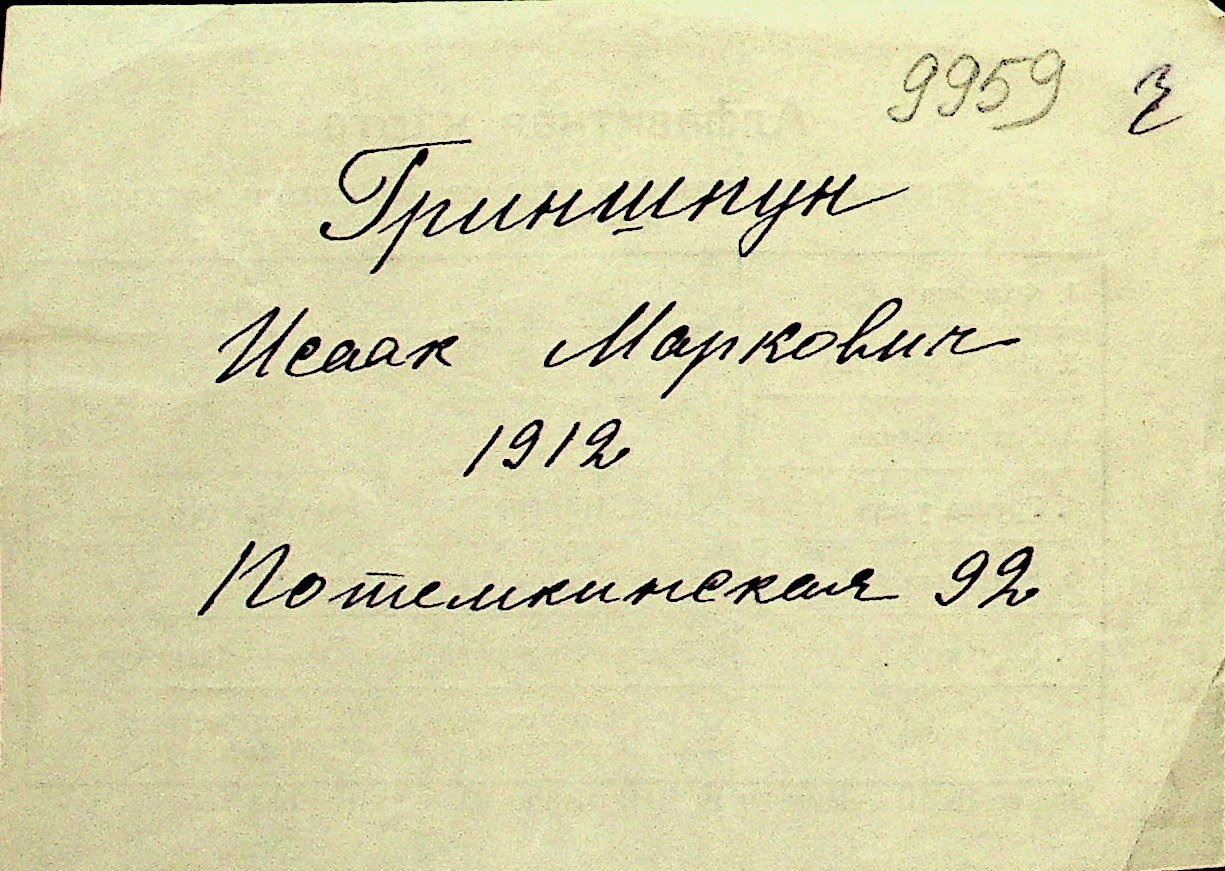 9959
Гриншпун
Исаак Маркович
1912
Потемкинская 92